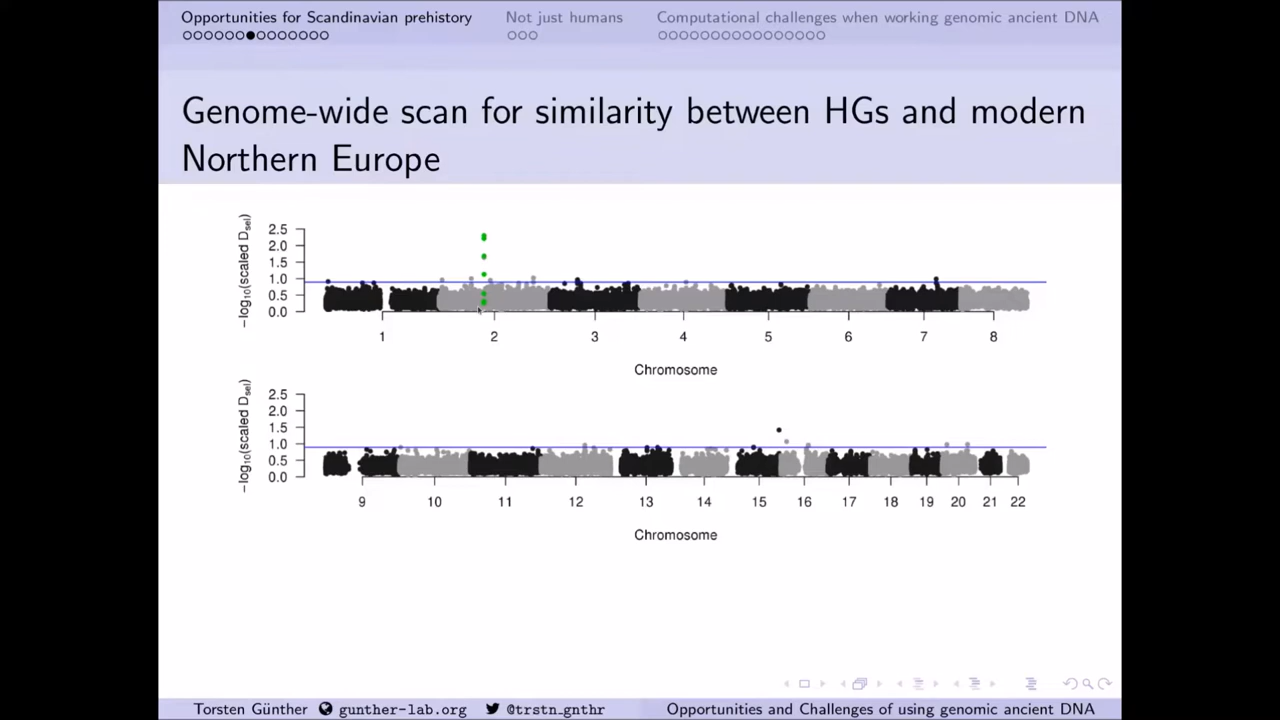 Opportunities for Scandinavian prehistory Not just humans Computational challenges when working genomic ancient DNA
Genome-wide scan for similarity between HGs and modern
Northern Europe
−log10(scaled Dsel)
2.5
2.0
1.5
1.0
0.5
0.0
1 2 3 4 5 6 7 8
Chromosome
−log10(scaled Dsel)
2.5
2.0
1.5
1.0
0.5
0.0
9 10 11 12 13 14 15 16 17 18 19 20 21 22
Chromosome
Torsten Günther gunther-lab.org @trstn_gnthr Opportunities and Challenges of using genomic ancient DNA